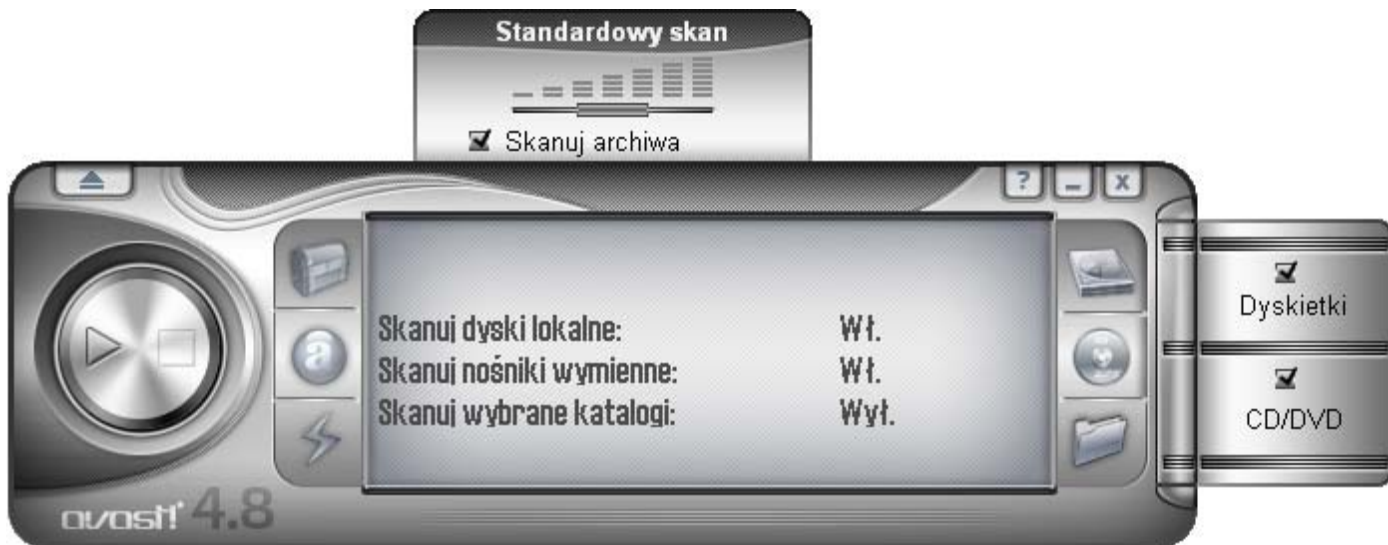 Standardowy skan
Skanuj archiwa
?
x
Skanuj dyski lokalne: Wł.
Skanuj nośniki wymienne: Wł.
Skanuj wybrane katalogi: Wył.
Dyskietki
CD/DVD
a
avast! 4.8